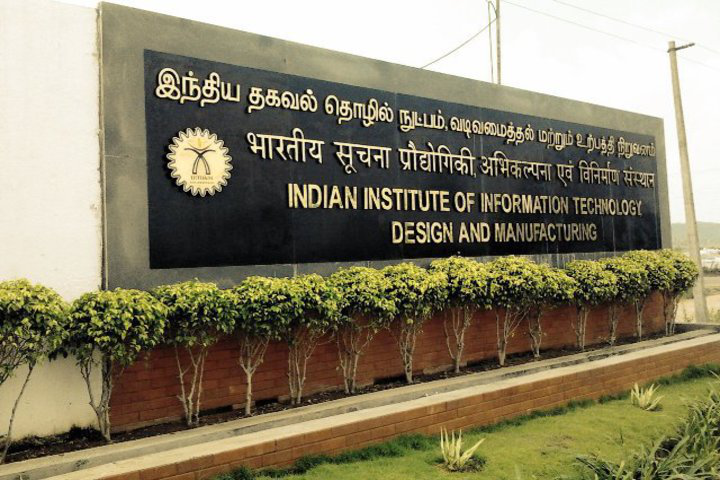 இந்திய தகவல் தொழில் நுட்பம், வடிவமைத்தல் மற்றும் உற்பத்தி நிறுவனம்
भारतीय सूचना प्रौद्योगिकी, अभिकल्पना एवं विनिर्माण संस्थान
INDIAN INSTITUTE OF INFORMATION TECHNOLOGY
DESIGN AND MANUFACTURING